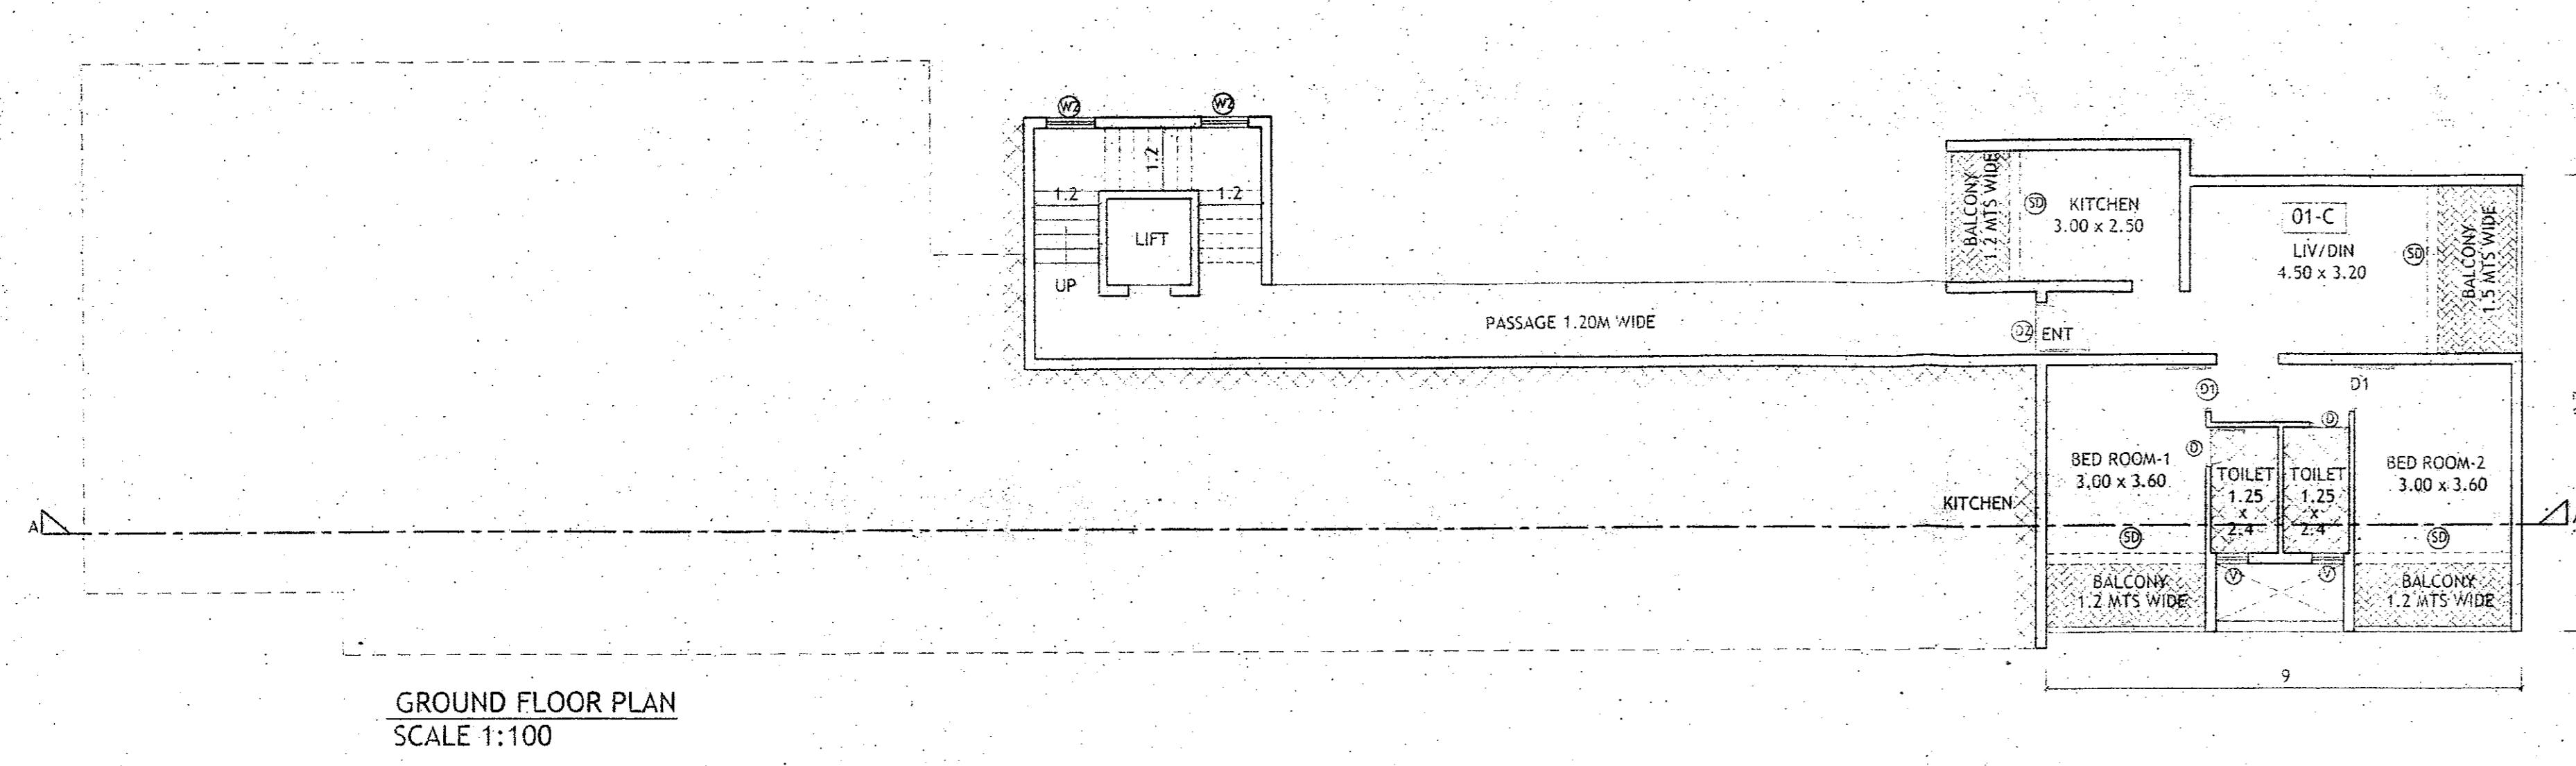 W2
W2
1.2
1.2
1.2
LIFT
UP
PASSAGE 1.20M WIDE
BALCONY
1.2 MTS WIDE
SD
KITCHEN
3.00 x 2.50
01-C
LIV/DIN
4.50 x 3.20
SD
BALCONY
1.5 MTS WIDE
D2
ENT
D1
D1
D
D
BED ROOM-1
3.00 x 3.60
TOILET
1.25
x
2.4
TOILET
1.25
x
2.4
BED ROOM-2
3.00 x 3.60
KITCHEN
A
SD
SD
V
V
BALCONY
1.2 MTS WIDE
BALCONY
1.2 MTS WIDE
9
GROUND FLOOR PLAN
SCALE 1:100